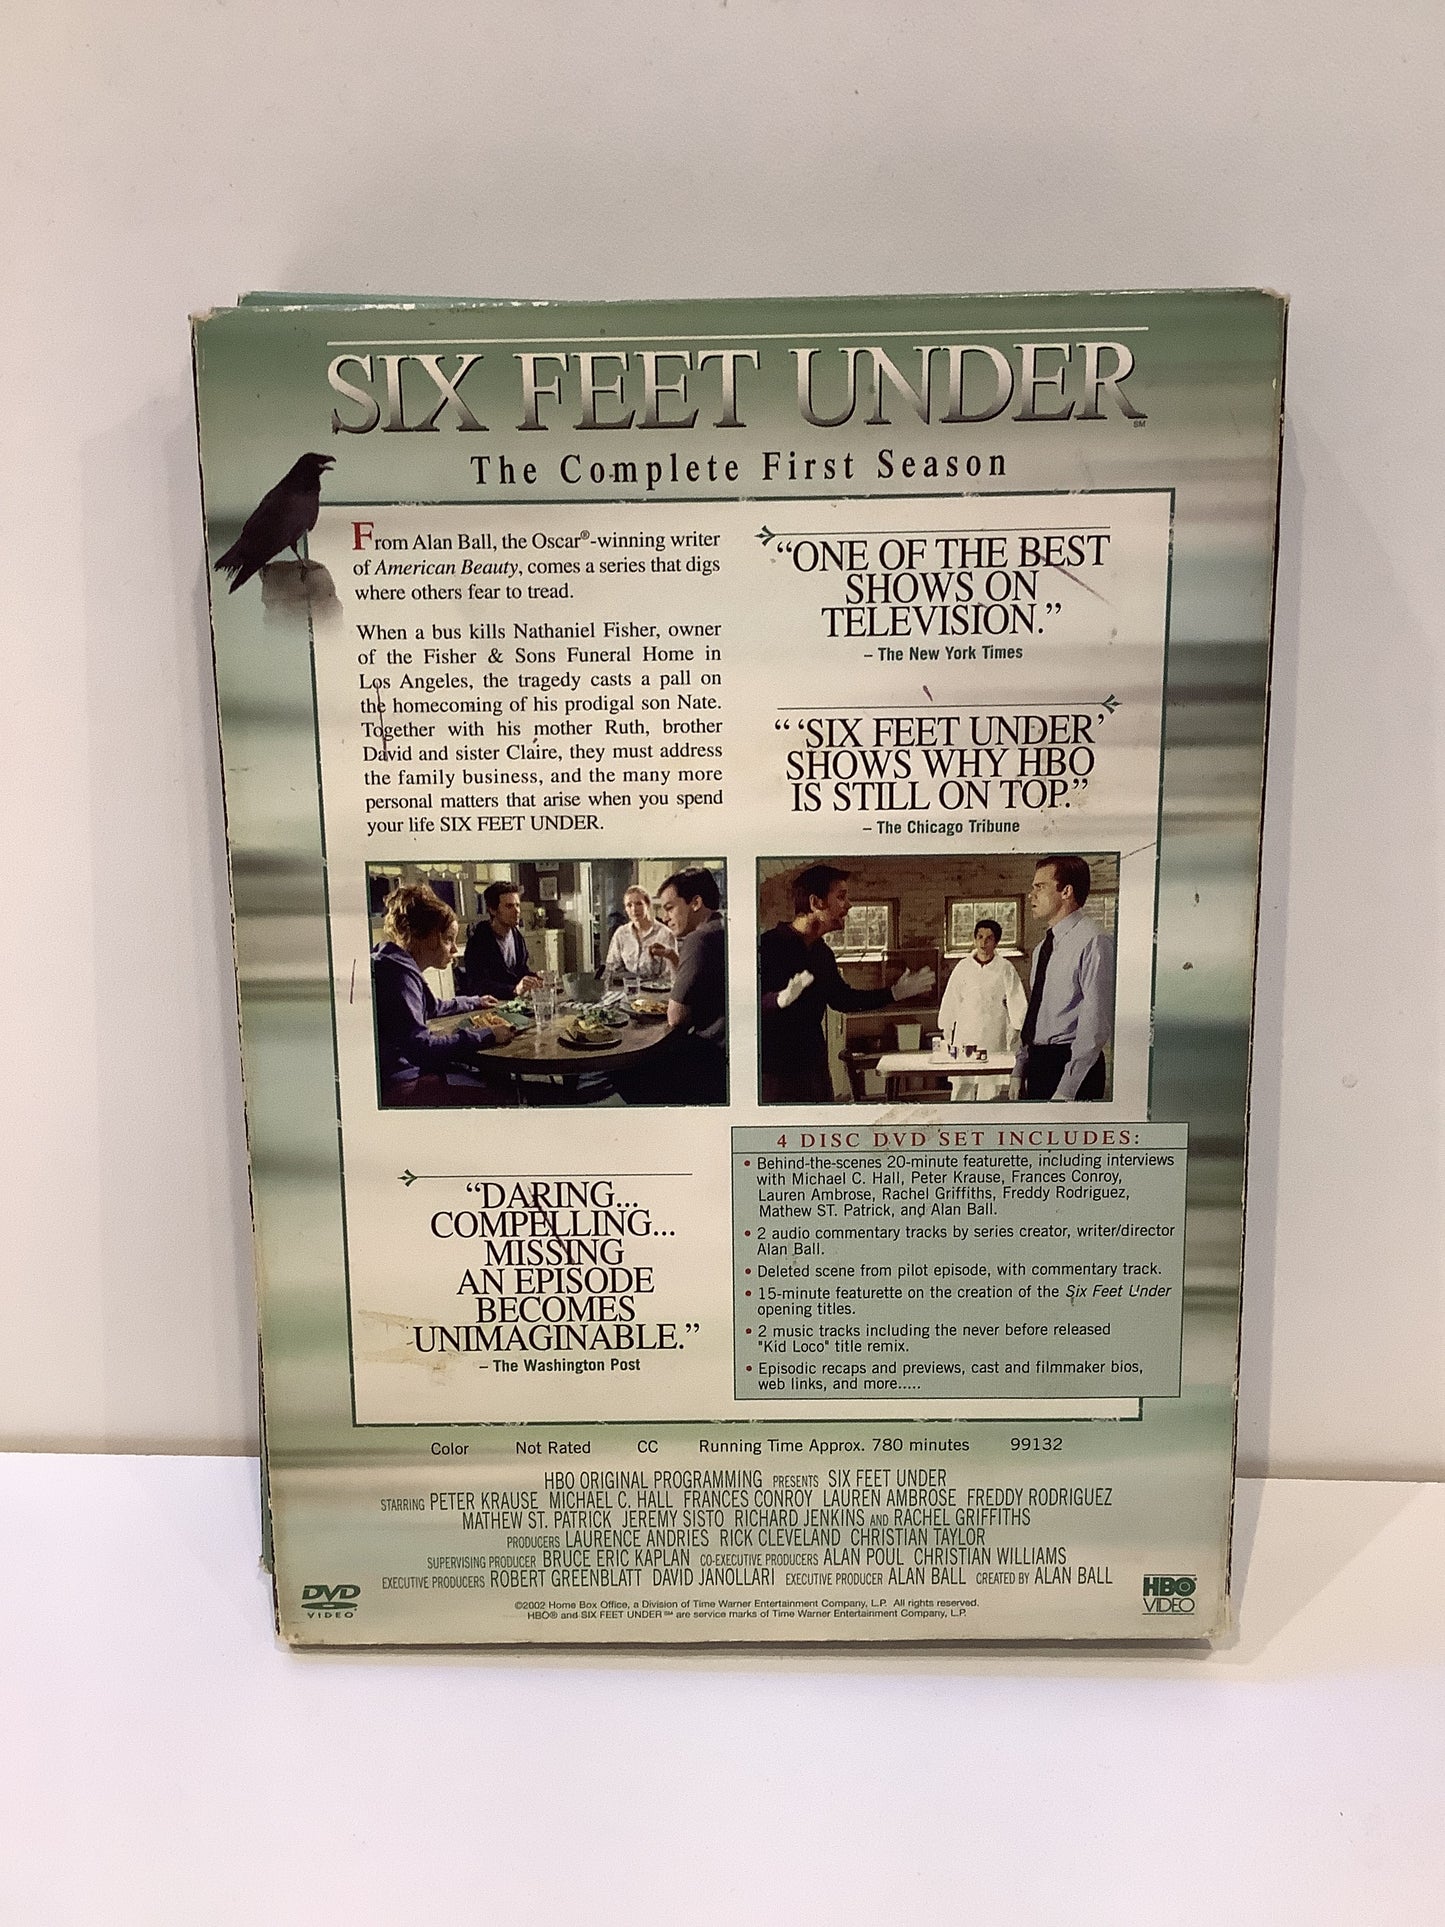 SIX FEET UNDER
SM
The Complete First Season
From Alan Ball, the Oscar®-winning writer
of American Beauty, comes a series that digs
where others fear to tread.
When a bus kills Nathaniel Fisher, owner
of the Fisher & Sons Funeral Home in
Los Angeles, the tragedy casts a pall on
the homecoming of his prodigal son Nate.
Together with his mother Ruth, brother
David and sister Claire, they must address
the family business, and the many more
personal matters that arise when you spend
your life SIX FEET UNDER.
“ONE OF THE BEST
SHOWS ON
TELEVISION.”
– The New York Times
“ ‘SIX FEET UNDER’
SHOWS WHY HBO
IS STILL ON TOP.”
– The Chicago Tribune
“DARING...
COMPELLING...
MISSING
AN EPISODE
BECOMES
UNIMAGINABLE.”
– The Washington Post
4 DISC DVD SET INCLUDES:
• Behind-the-scenes 20-minute featurette, including interviews
with Michael C. Hall, Peter Krause, Frances Conroy,
Lauren Ambrose, Rachel Griffiths, Freddy Rodriguez,
Mathew ST. Patrick, and Alan Ball.
• 2 audio commentary tracks by series creator, writer/director
Alan Ball.
• Deleted scene from pilot episode, with commentary track.
• 15-minute featurette on the creation of the Six Feet Under
opening titles.
• 2 music tracks including the never before released
"Kid Loco" title remix.
• Episodic recaps and previews, cast and filmmaker bios,
web links, and more.....
Color Not Rated CC Running Time Approx. 780 minutes 99132
HBO ORIGINAL PROGRAMMING PRESENTS SIX FEET UNDER
STARRING PETER KRAUSE MICHAEL C. HALL FRANCES CONROY LAUREN AMBROSE FREDDY RODRIGUEZ
MATHEW ST. PATRICK JEREMY SISTO RICHARD JENKINS AND RACHEL GRIFFITHS
PRODUCERS LAURENCE ANDRIES RICK CLEVELAND CHRISTIAN TAYLOR
SUPERVISING PRODUCER BRUCE ERIC KAPLAN CO-EXECUTIVE PRODUCERS ALAN POUL CHRISTIAN WILLIAMS
EXECUTIVE PRODUCERS ROBERT GREENBLATT DAVID JANOLLARI EXECUTIVE PRODUCER ALAN BALL CREATED BY ALAN BALL
DVD
VIDEO
©2002 Home Box Office, a Division of Time Warner Entertainment Company, L.P. All rights reserved.
HBO® and SIX FEET UNDER℠ are service marks of Time Warner Entertainment Company, L.P.
HBO
VIDEO